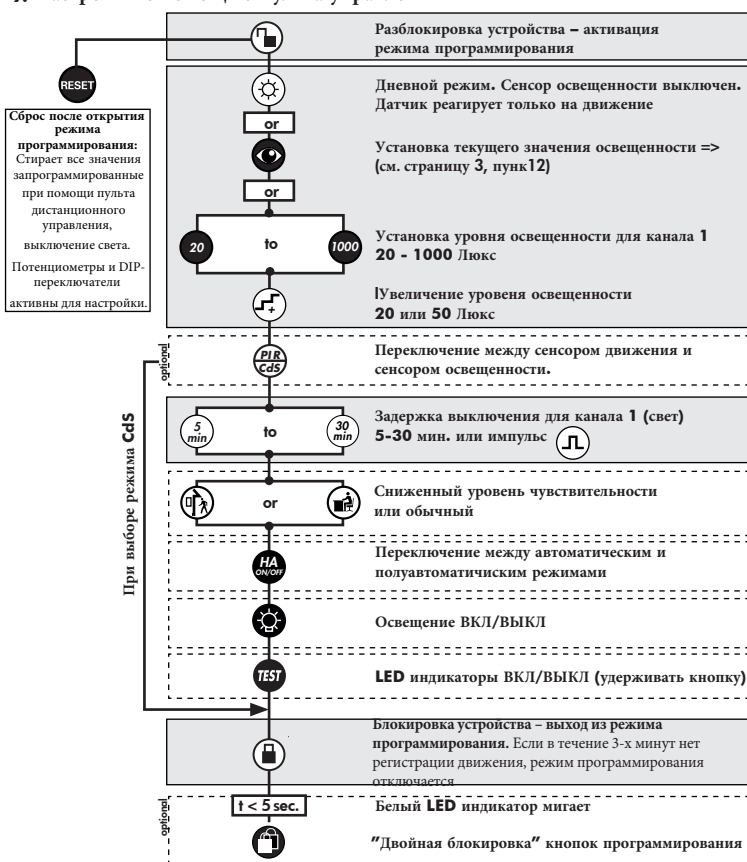 Разблокировка устройства – активация
режима программирования
RESET
Сброс после открытия
режима
программирования:
Стирает все значения
запрограммированные
при помощи пульта
дистанционного
управления,
выключение света.
Потенциометры и DIP-
переключатели
активны для настройки.
Дневной режим. Сенсор освещенности выключен.
Датчик реагирует только на движение
or
Установка текущего значения освещенности =>
(см. страницу 3, пунк12)
or
20 to 1000
Установка уровня освещенности для канала 1
20 - 1000 Люкс
|Увеличение уровеня освещенности
20 или 50 Люкс
optional
PIR
CdS
Переключение между сенсором движения и
сенсором освещенности.
При выборе режима CdS
5 min to 30 min
Задержка выключения для канала 1 (свет)
5-30 мин. или импульс
or
Сниженный уровень чувствительности
или обычный
HA
ON/OFF
Переключение между автоматическим и
полуавтоматичиским режимами
Освещение ВКЛ/ВЫКЛ
TEST
LED индикаторы ВКЛ/ВЫКЛ (удерживать кнопку)
Блокировка устройства – выход из режима
программирования. Если в течение 3-х минут нет
регистрации движения, режим программирования
отключается
optional
t < 5 sec.
Белый LED индикатор мигает
"Двойная блокировка" кнопок программирования